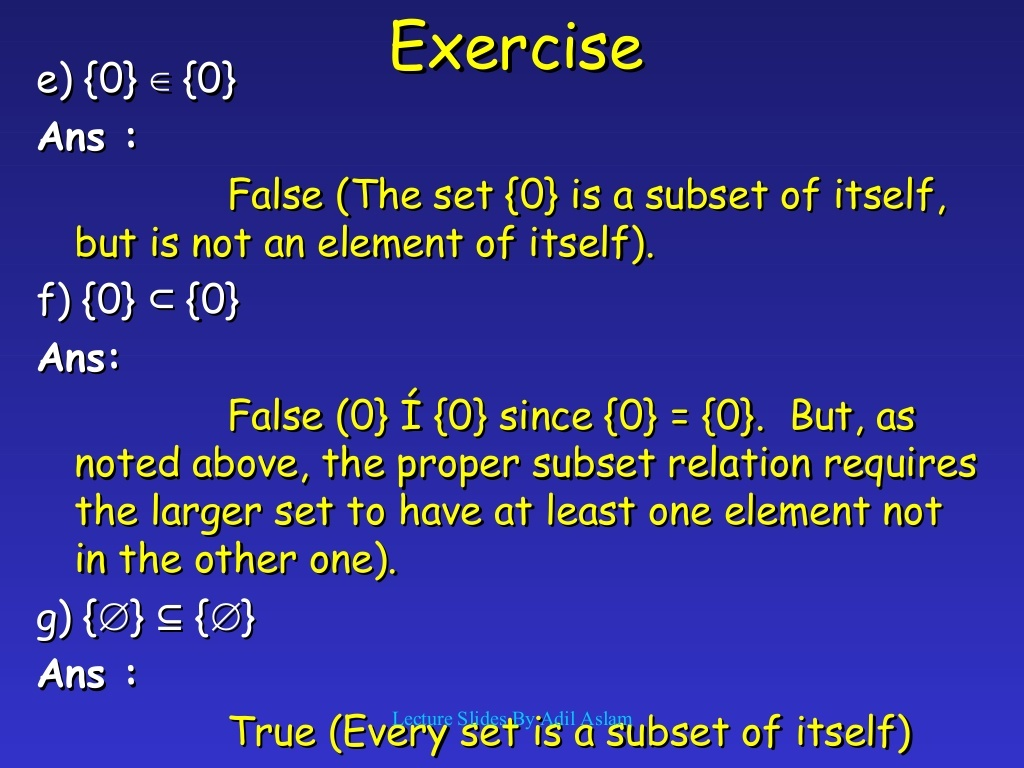 Exercise
e) {0} ∈ {0}
Ans :
False (The set {0} is a subset of itself,
but is not an element of itself).
f) {0} ⊂ {0}
Ans:
False (0} Í {0} since {0} = {0}. But, as
noted above, the proper subset relation requires
the larger set to have at least one element not
in the other one).
g) {∅} ⊆ {∅}
Ans :
Lecture Slides By Adil Aslam
True (Every set is a subset of itself)